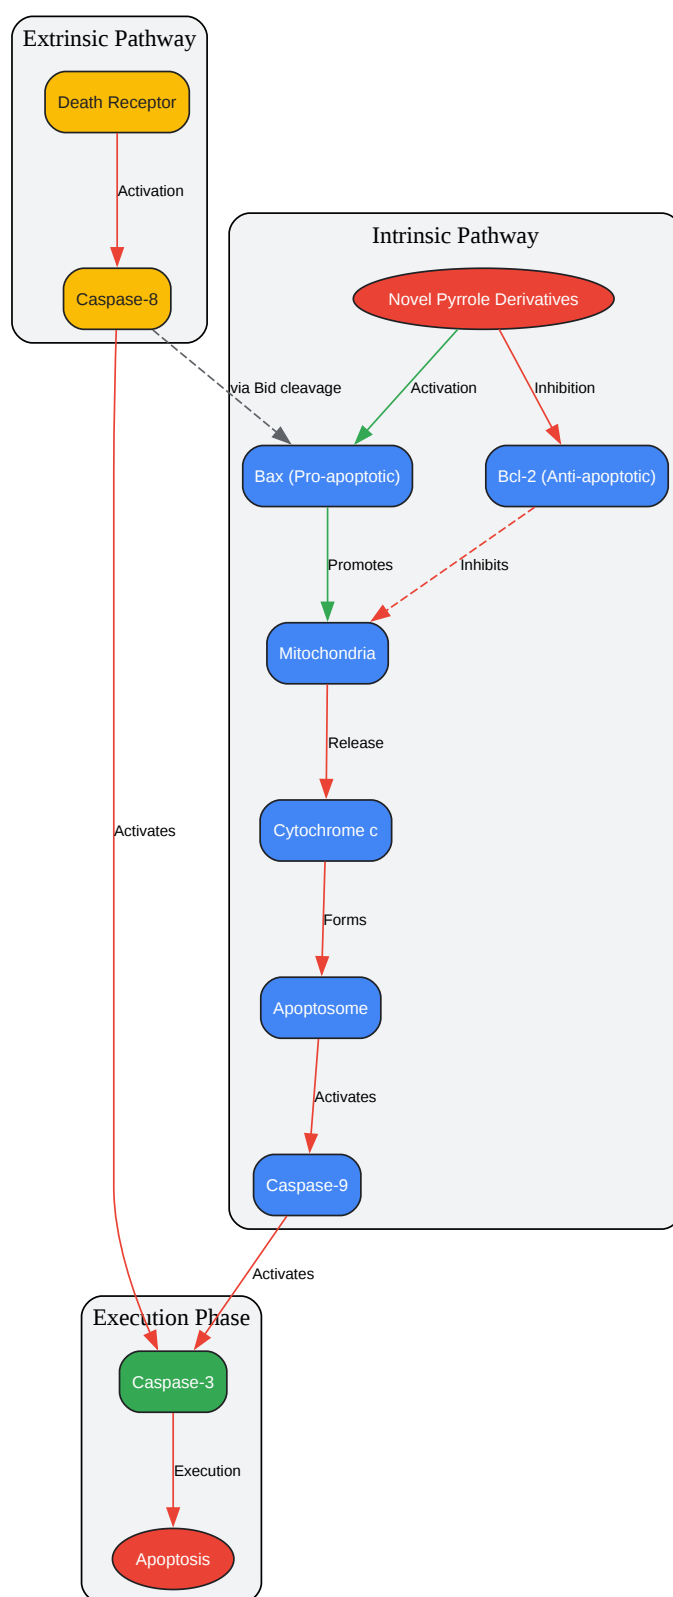 Extrinsic Pathway
Death Receptor
Activation
Caspase-8
Intrinsic Pathway
Novel Pyrrole Derivatives
via Bid cleavage
Activation
Inhibition
Bax (Pro-apoptotic)
Bcl-2 (Anti-apoptotic)
Promotes
Inhibits
Mitochondria
Release
Cytochrome c
Activates
Forms
Apoptosome
Activates
Caspase-9
Activates
Execution Phase
Caspase-3
Execution
Apoptosis